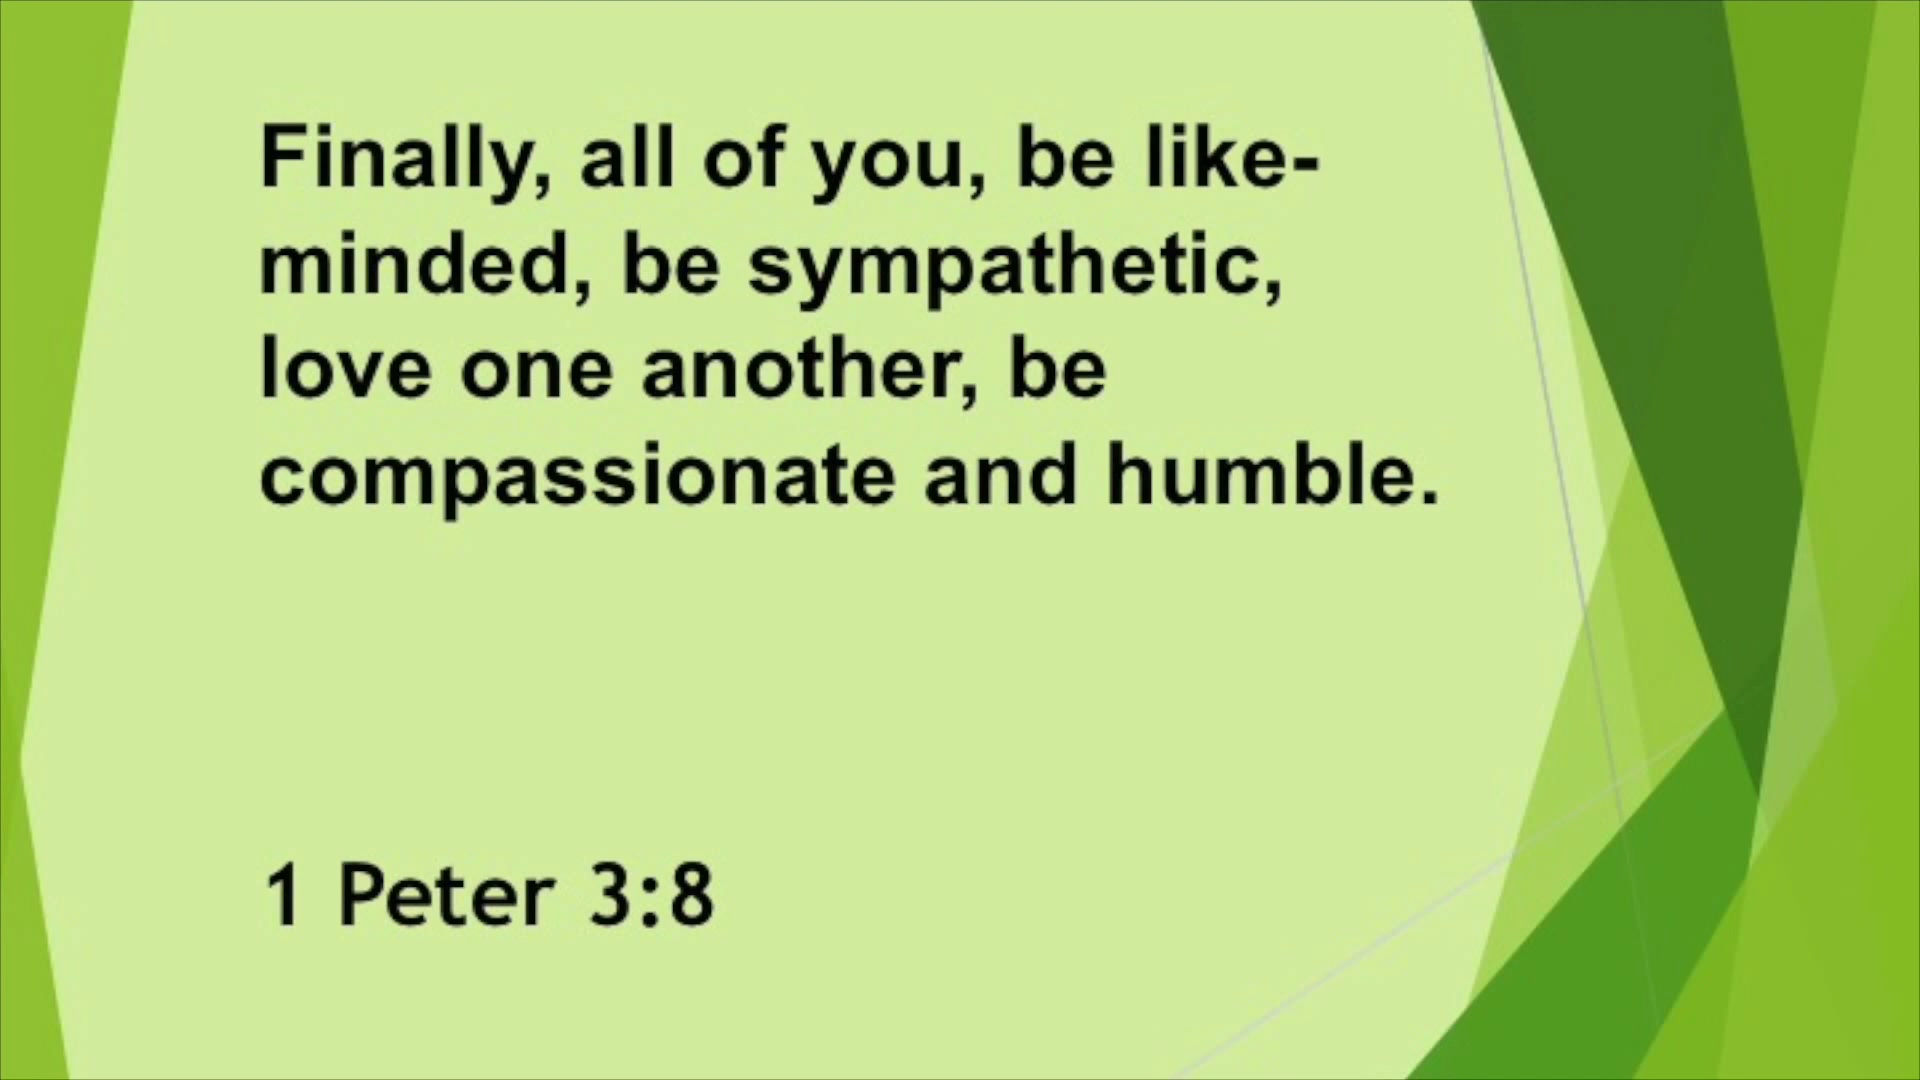 Finally, all of you, be like-
minded, be sympathetic,
love one another, be
compassionate and humble.
1 Peter 3:8